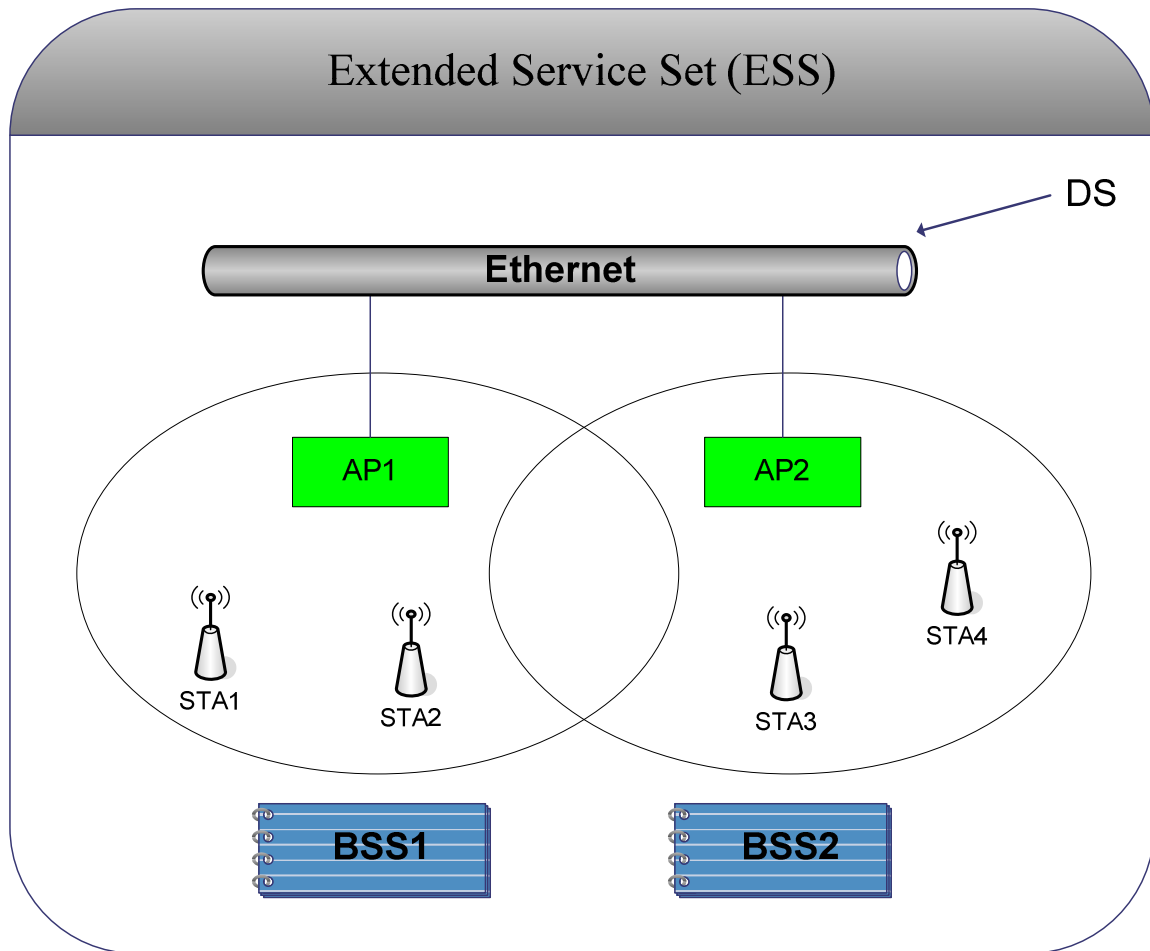 Extended Service Set (ESS)
DS
Ethernet
AP1
AP2
STA4
STA1
STA2
STA3
BSS1
BSS2